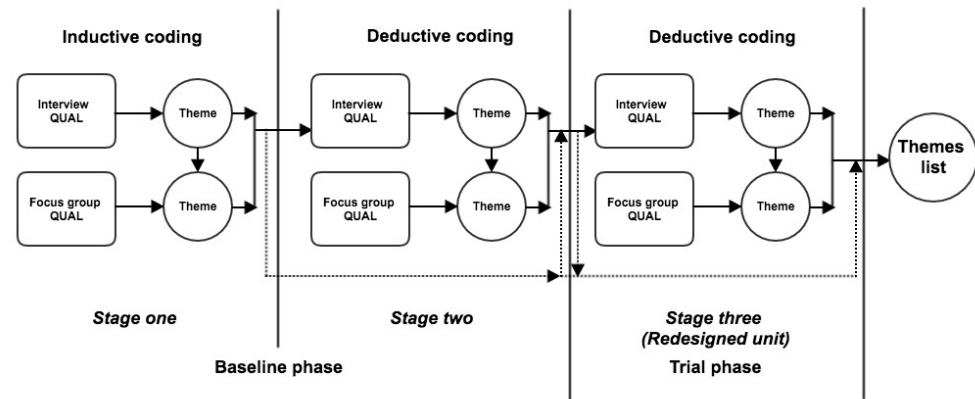 Inductive coding
Deductive coding
Deductive coding
Interview
QUAL
Theme
Interview
QUAL
Theme
Interview
QUAL
Theme
Themes
list
Focus group
QUAL
Theme
Focus group
QUAL
Theme
Focus group
QUAL
Theme
Stage one
Stage two
Stage three
(Redesigned unit)
Baseline phase
Trial phase